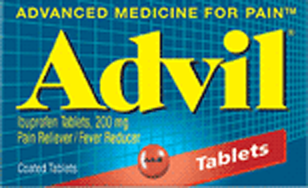 ADVANCED MEDICINE FOR PAIN™
Advil®
Ibuprofen Tablets, 200 mg
Pain Reliever/Fever Reducer
Coated Tablets
Advil
Tablets